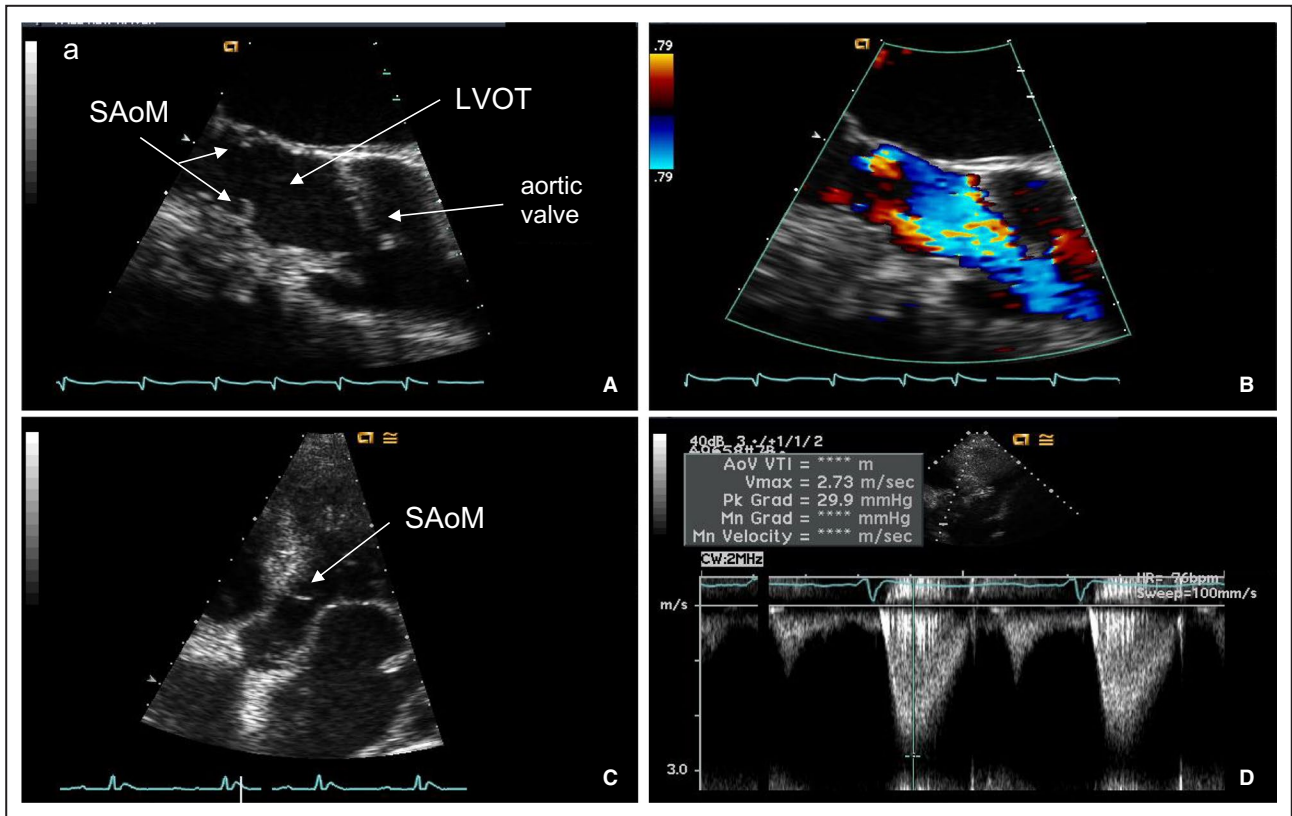 a
SAoM
LVOT
aortic
valve
A
.79
.79
B
SAoM
C
40dB 3 ·/+1/1/2
AoV VTI = **** m
Vmax = 2.73 m/sec
Pk Grad = 29.9 mmHg
Mn Grad = **** mmHg
Mn Velocity = **** m/sec
CW:2MHz
HR= 76bpm
Sweep=100mm/s
m/s
3.0
D